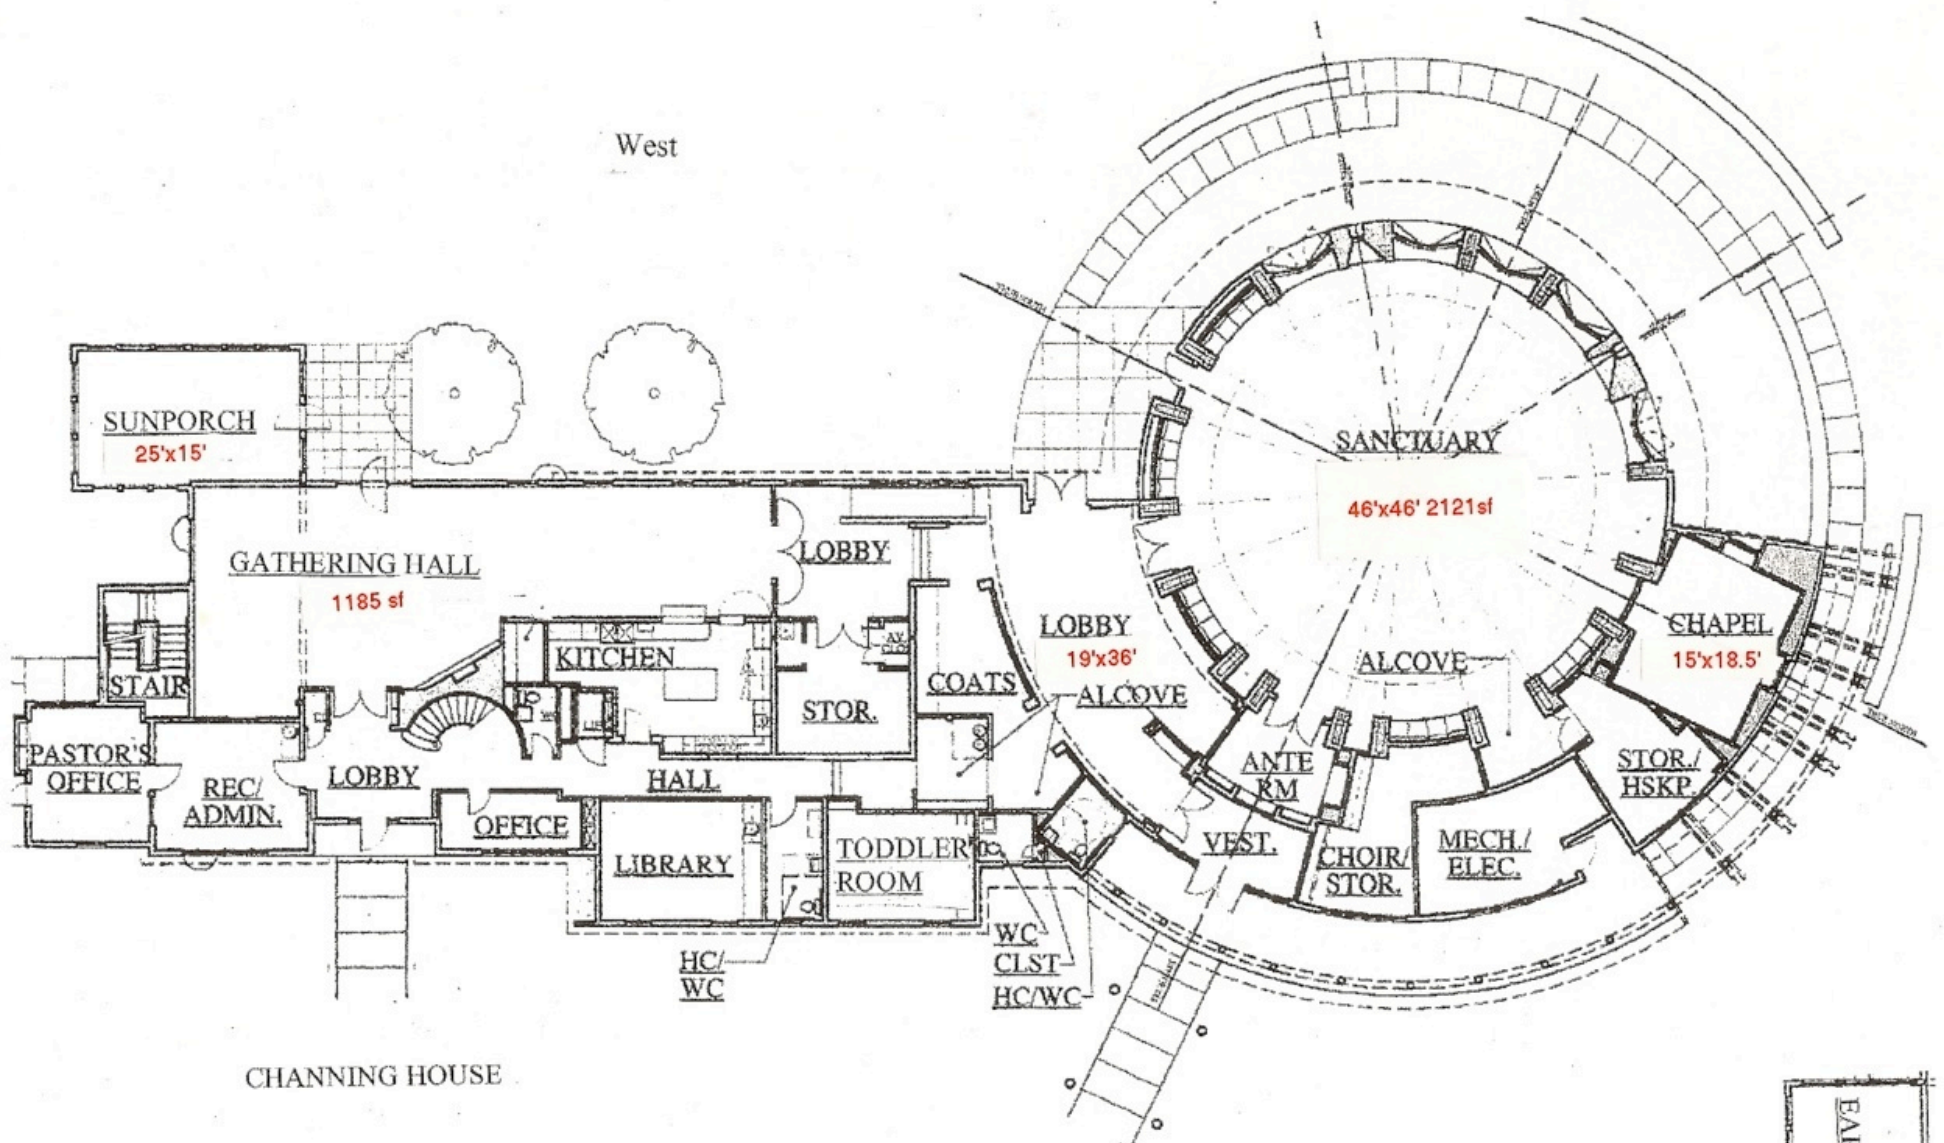 West
SUNPORCH
25'x15'
SANCTUARY
46'x46' 2121sf
GATHERING HALL
1185 sf
LOBBY
LOBBY
19'x36'
CHAPEL
15'x18.5'
KITCHEN
ALCOVE
STAIR
COATS
ALCOVE
STOR.
PASTOR'S
OFFICE
REC/
ADMIN.
LOBBY
HALL
ANTE
RM
STOR./
HSKP.
OFFICE
LIBRARY
TODDLER
ROOM
VEST.
CHOIR/
STOR.
MECH./
ELEC.
HC/
WC
WC
CLST
HC/WC
CHANNING HOUSE